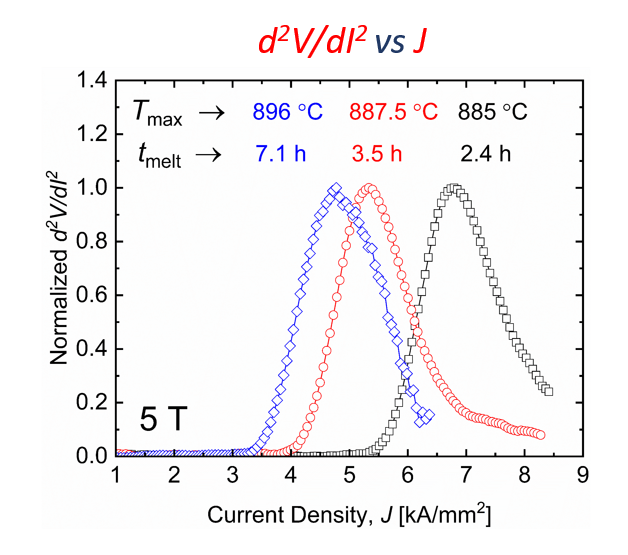 d²V/dI² vs J
T_max → 896 °C 887.5 °C 885 °C
t_melt → 7.1 h 3.5 h 2.4 h
Normalized d²V/dI²
1.4
1.2
1.0
0.8
0.6
0.4
0.2
0.0
5 T
1 2 3 4 5 6 7 8 9
Current Density, J [kA/mm²]